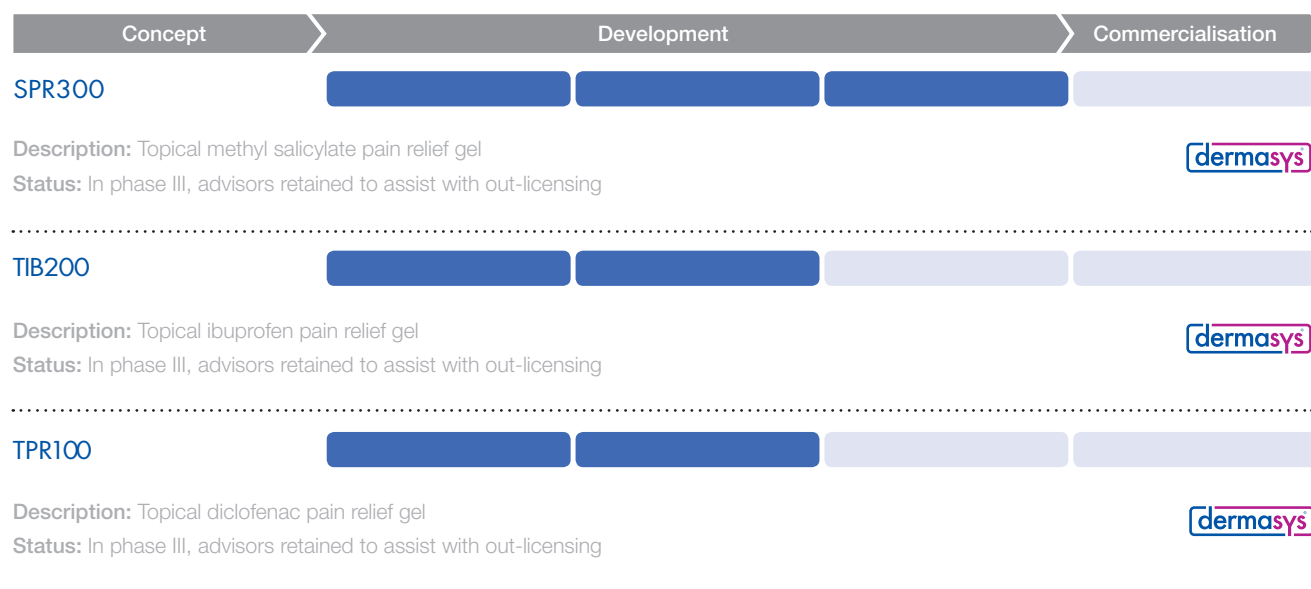 Concept Development Commercialisation
SPR300
Description: Topical methyl salicylate pain relief gel
dermasys
Status: In phase III, advisors retained to assist with out-licensing
TIB200
Description: Topical ibuprofen pain relief gel
dermasys
Status: In phase III, advisors retained to assist with out-licensing
TPR100
Description: Topical diclofenac pain relief gel
dermasys
Status: In phase III, advisors retained to assist with out-licensing